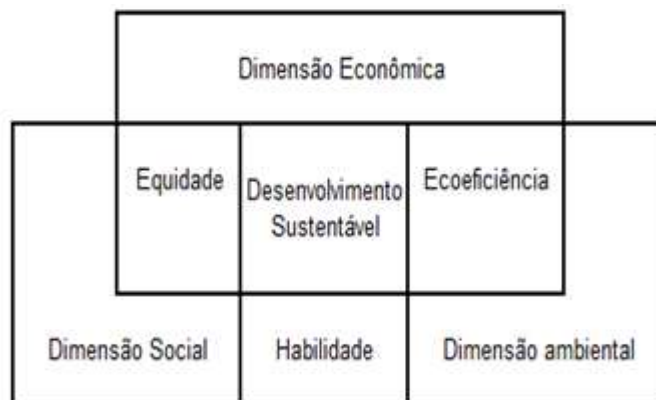 Dimensão Econômica
Equidade
Desenvolvimento
Sustentável
Ecoeficiência
Dimensão Social
Habilidade
Dimensão ambiental